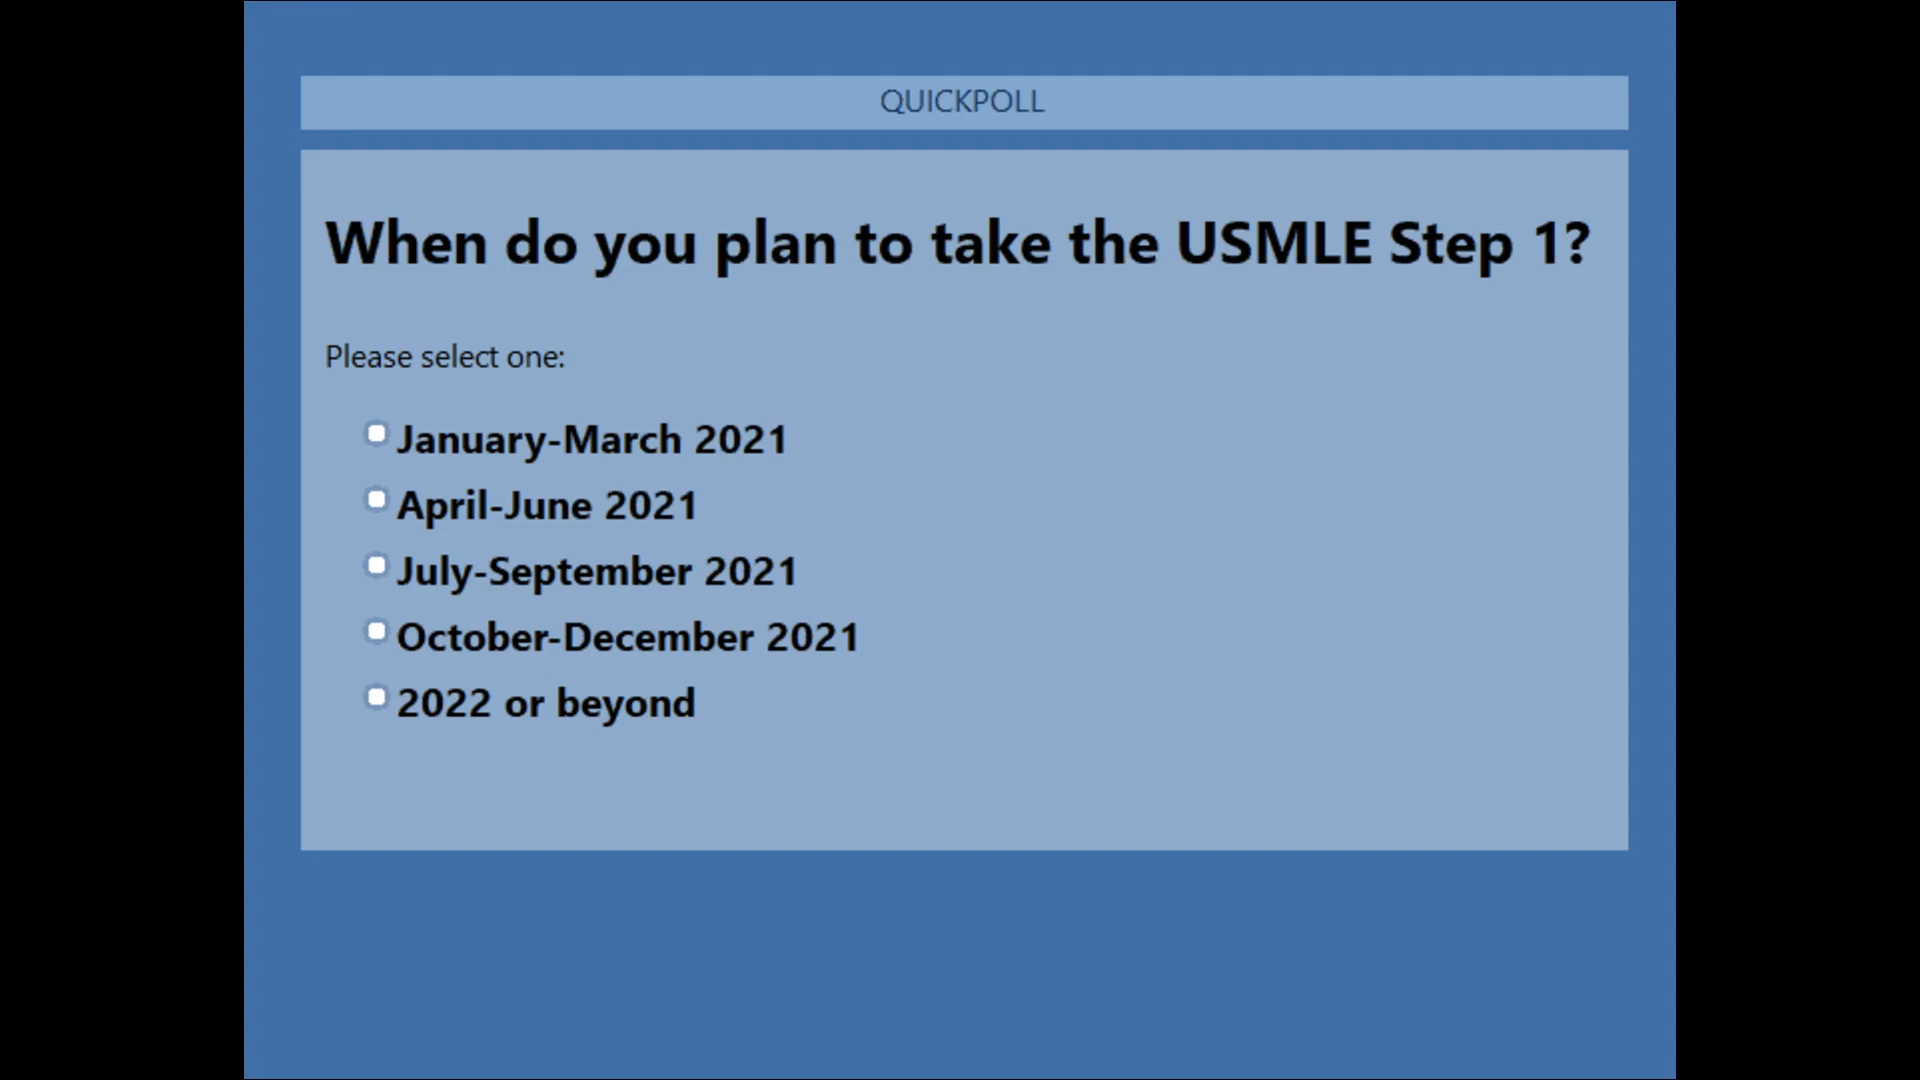 QUICKPOLL
When do you plan to take the USMLE Step 1?
Please select one:
January-March 2021
April-June 2021
July-September 2021
October-December 2021
2022 or beyond